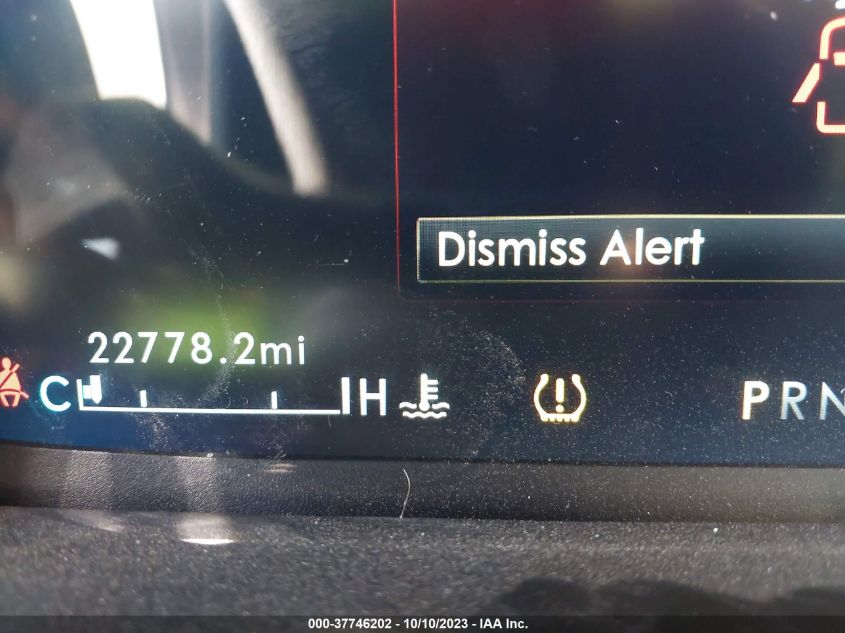 Dismiss Alert
22778.2mi
C H
PRN
000-37746202 - 10/10/2023 - IAA Inc.